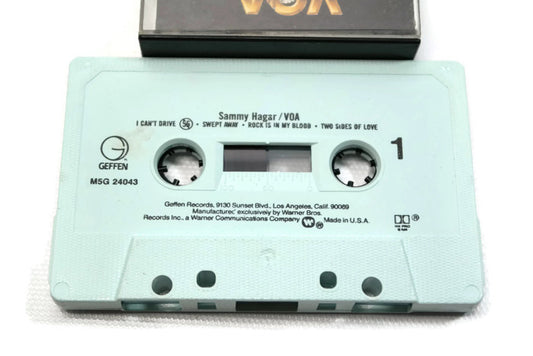 VOA
Sammy Hagar/VOA
I CAN'T DRIVE 55 • SWEPT AWAY • ROCK IS IN MY BLOOD • TWO SIDES OF LOVE
G
GEFFEN
M5G 24043
1
Geffen Records, 9130 Sunset Blvd., Los Angeles, Calif. 90069
Manufactured exclusively by Warner Bros.
Records Inc., a Warner Communications Company W ® Made in U.S.A.